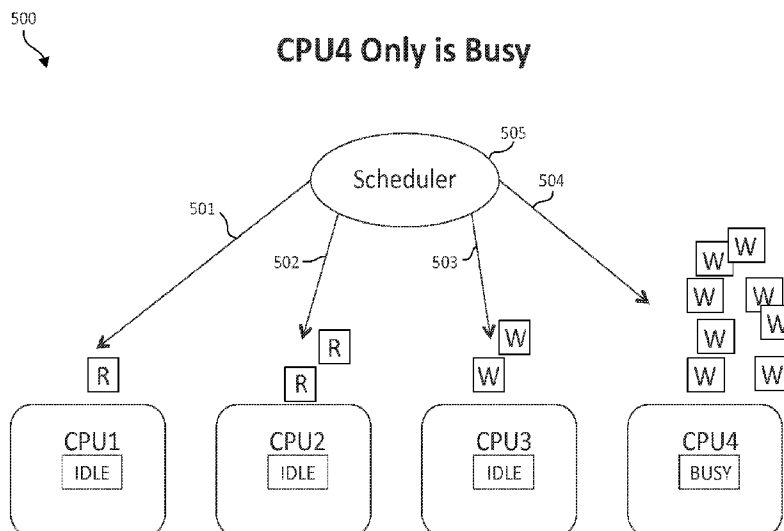 500
CPU4 Only is Busy
505
Scheduler
504
501
502
503
W
W
W
W
W
W
R
W
W
R
R
W
W
W
CPU1
CPU2
CPU3
CPU4
IDLE
IDLE
IDLE
BUSY